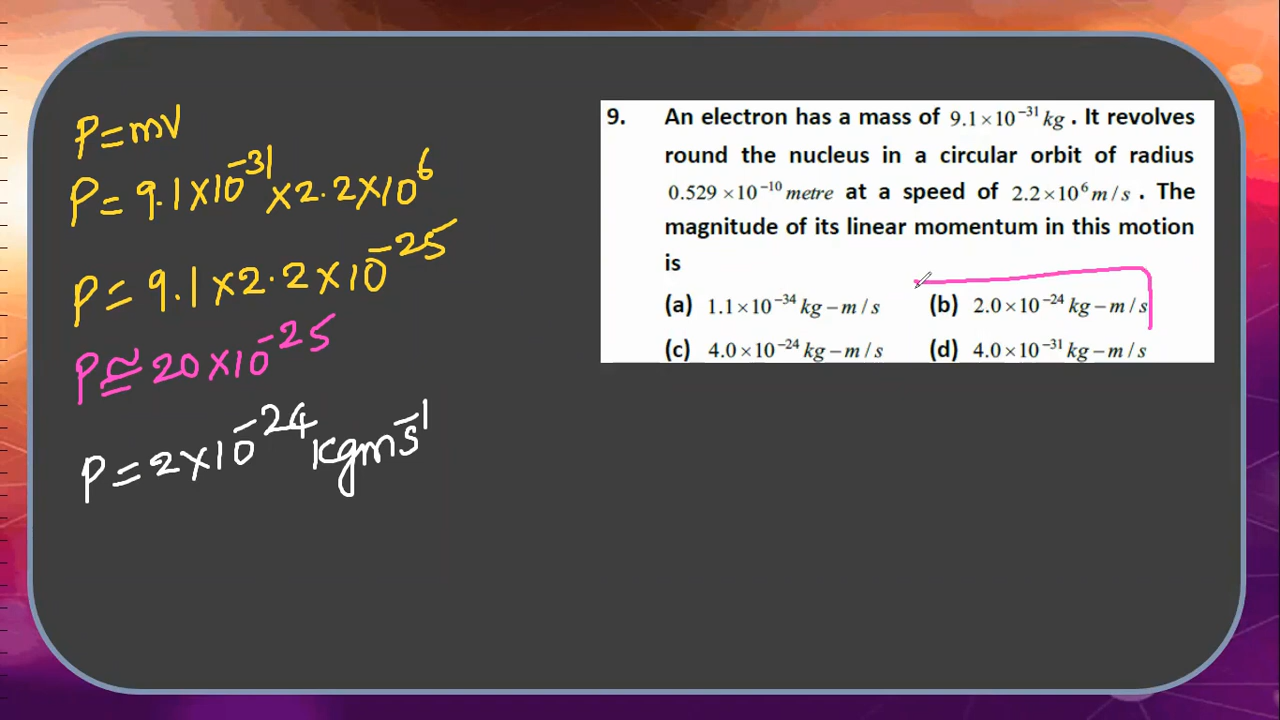 P=mV
P=9.1×10⁻³¹×2.2×10⁶
P=9.1×2.2×10⁻²⁵
P≅20×10⁻²⁵
P=2×10⁻²⁴ kgms⁻¹
9. An electron has a mass of 9.1×10⁻³¹ kg . It revolves
round the nucleus in a circular orbit of radius
0.529×10⁻¹⁰ metre at a speed of 2.2×10⁶ m/s . The
magnitude of its linear momentum in this motion
is
(a) 1.1×10⁻³⁴ kg−m/s (b) 2.0×10⁻²⁴ kg−m/s
(c) 4.0×10⁻²⁴ kg−m/s (d) 4.0×10⁻³¹ kg−m/s